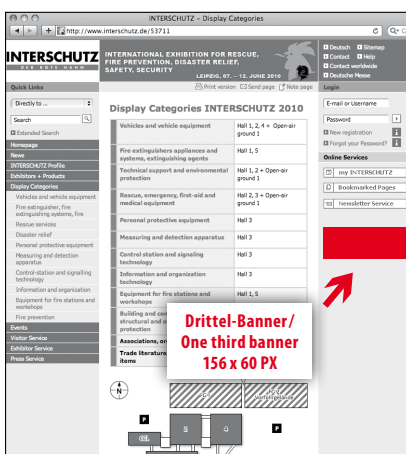 INTERSCHUTZ – Display Categories
http://www.interschutz.de/53711
Q▾ G
INTERSCHUTZ
DER ROTE HAHN
INTERNATIONAL EXHIBITION FOR RESCUE,
FIRE PREVENTION, DISASTER RELIEF,
SAFETY, SECURITY
LEIPZIG, 07. – 12. JUNE 2010
Deutsch Sitemap
Contact Help
Contact worldwide
Deutsche Messe
Quick Links
Print version Send page Note page
Login
Directly to ...
Search
Extended Search
Homepage
News
INTERSCHUTZ Profile
Exhibitors + Products
Display Categories
Vehicles and vehicle equipment
Fire extinguisher, fire
extinguishing systems, fire
Rescue services
Disaster relief
Personal protective equipment
Measuring and detection
apparatus
Control-station and signalling
technology
Information and organization
Equipment for fire stations and
workshops
Fire prevention
Events
Visitor Service
Exhibitor Service
Press Service
Display Categories INTERSCHUTZ 2010
Vehicles and vehicle equipment Hall 1, 2, 4 + Open-air
ground 1
Fire extinguishers appliances and Hall 1, 5
systems, extinguishing agents
Technical support and environmental Hall 1, 2 + Open-air
protection ground 1
Rescue, emergency, first-aid and Hall 2, 3 + Open-air
medical equipment ground 1
Personal protective equipment Hall 3
Measuring and detection apparatus Hall 3
Control station and signaling Hall 3
technology
Information and organization Hall 3
technology
Equipment for fire stations and Hall 1, 5
workshops
Building and
structural and
protection
Associations,
Trade literature
items
E-mail or Username
Password
New registration
Forgot your Password?
Online Services
my INTERSCHUTZ
Bookmarked Pages
Newsletter Service
Drittel-Banner/
One third banner
156 x 60 PX
N
Vorführgelände
P
3
4
P